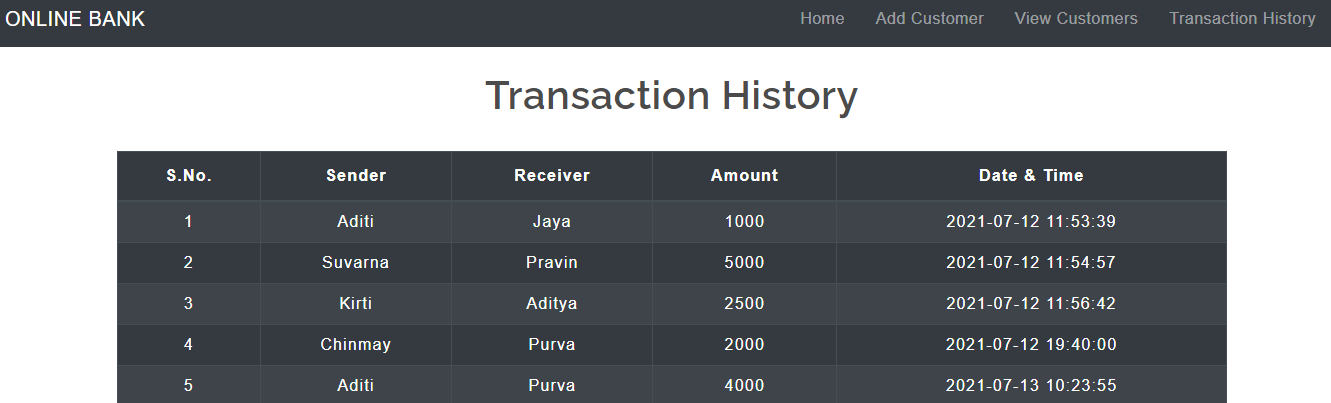 ONLINE BANK Home Add Customer View Customers Transaction History
Transaction History
S.No. Sender Receiver Amount Date & Time
1 Aditi Jaya 1000 2021-07-12 11:53:39
2 Suvarna Pravin 5000 2021-07-12 11:54:57
3 Kirti Aditya 2500 2021-07-12 11:56:42
4 Chinmay Purva 2000 2021-07-12 19:40:00
5 Aditi Purva 4000 2021-07-13 10:23:55